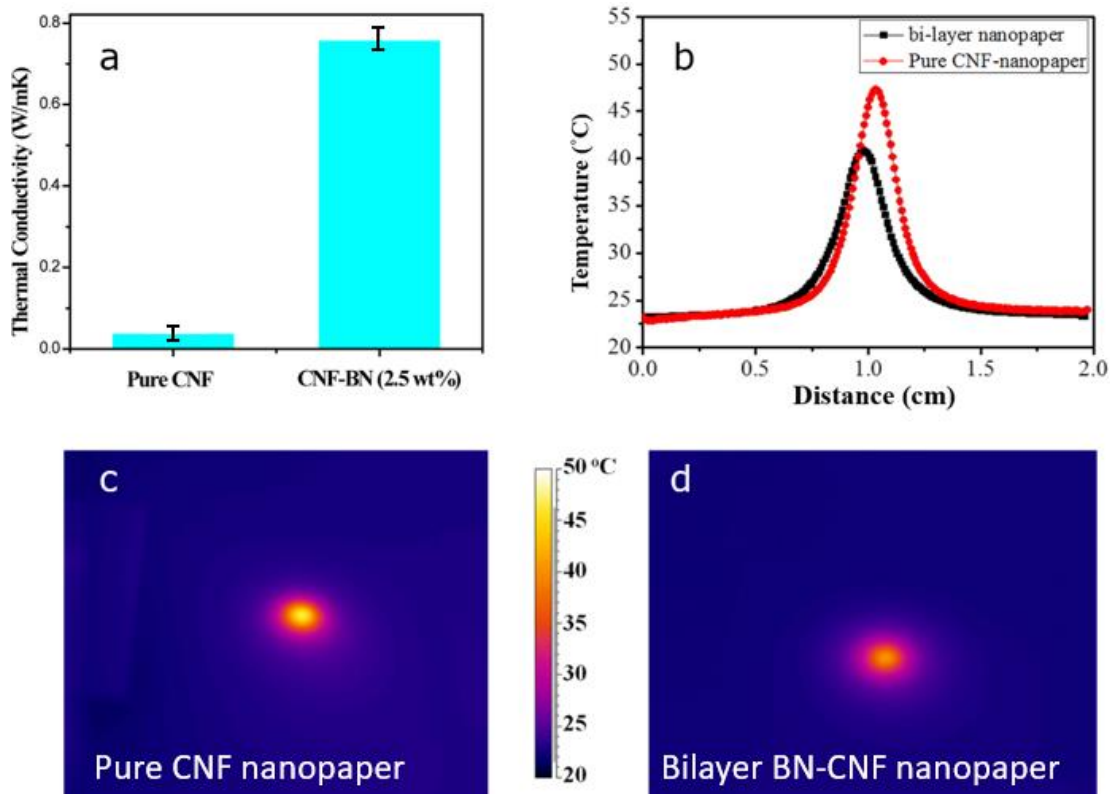 a
Thermal Conductivity (W/mK)
0.8
0.6
0.4
0.2
0.0
Pure CNF
CNF-BN (2.5 wt%)
b
bi-layer nanopaper
Pure CNF-nanopaper
Temperature (˚C)
55
50
45
40
35
30
25
20
0.0
0.5
1.0
1.5
2.0
Distance (cm)
c
Pure CNF nanopaper
50 ºC
45
40
35
30
25
20
d
Bilayer BN-CNF nanopaper